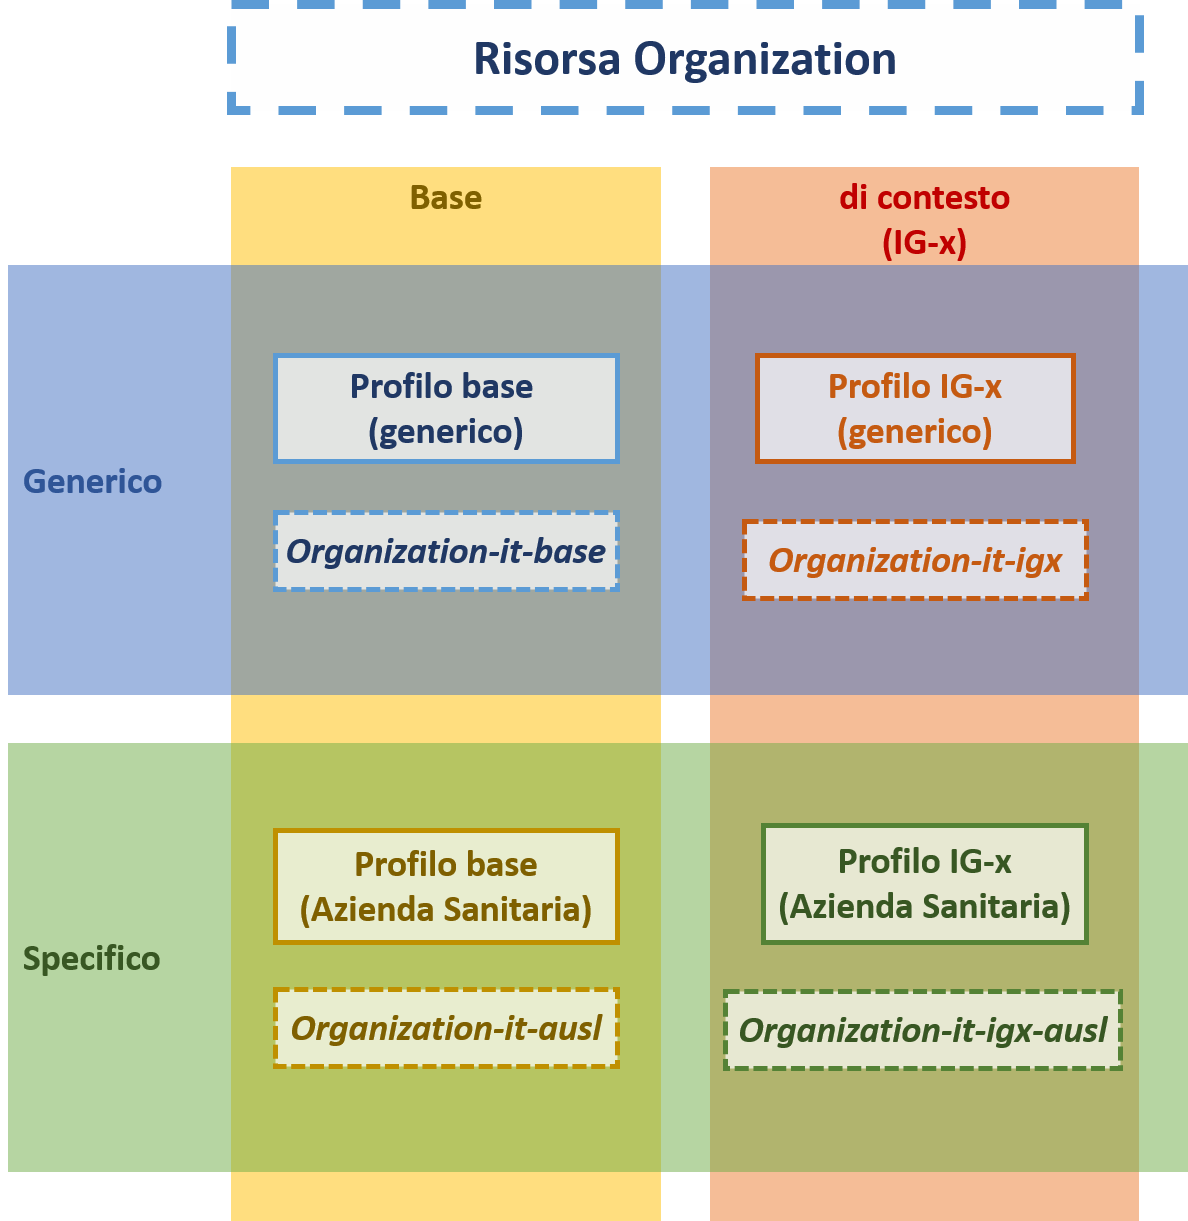 Risorsa Organization
Base
di contesto
(IG-x)
Generico
Profilo base
(generico)
Organization-it-base
Profilo IG-x
(generico)
Organization-it-igx
Specifico
Profilo base
(Azienda Sanitaria)
Organization-it-ausl
Profilo IG-x
(Azienda Sanitaria)
Organization-it-igx-ausl